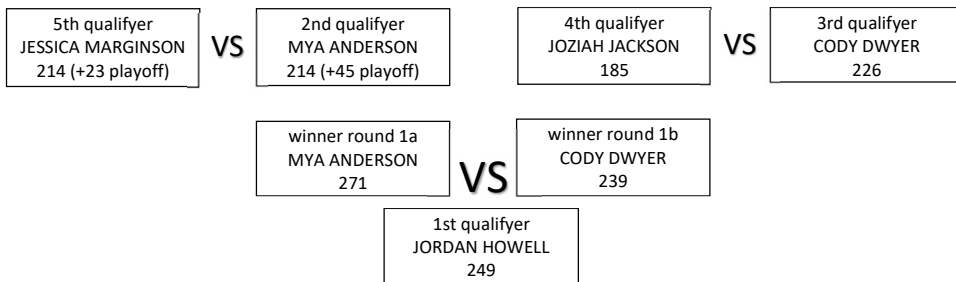 5th qualifyer
JESSICA MARGINSON
214 (+23 playoff)
VS
2nd qualifyer
MYA ANDERSON
214 (+45 playoff)
4th qualifyer
JOZIAH JACKSON
185
VS
3rd qualifyer
CODY DWYER
226
winner round 1a
MYA ANDERSON
271
VS
winner round 1b
CODY DWYER
239
1st qualifyer
JORDAN HOWELL
249